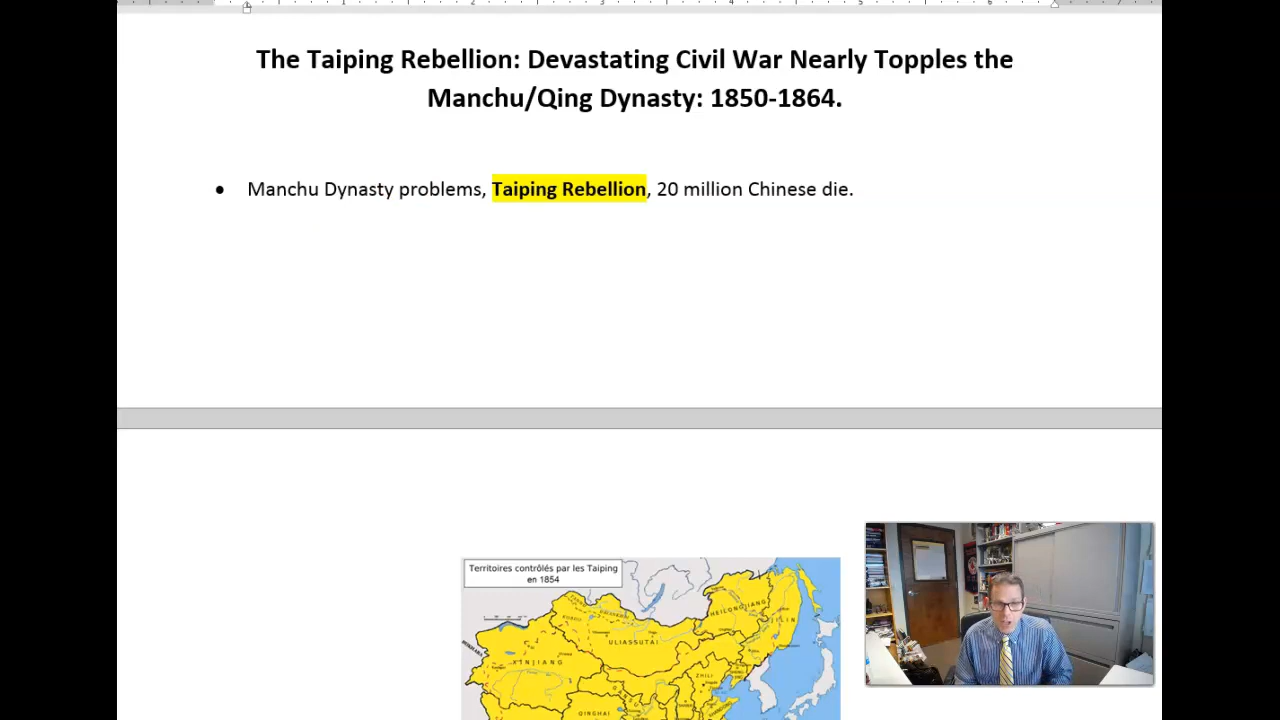 The Taiping Rebellion: Devastating Civil War Nearly Topples the
Manchu/Qing Dynasty: 1850-1864.
● Manchu Dynasty problems, Taiping Rebellion, 20 million Chinese die.
Territoires contrôlés par les Taiping
en 1854
HEILONGJIANG
JILIN
ULIASSUTAI
XINJIANG
ZHILI
QINGHAI